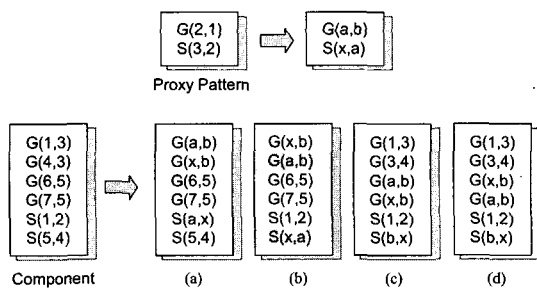 G(2,1)
S(3,2)
G(a,b)
S(x,a)
Proxy Pattern
G(1,3)
G(4,3)
G(6,5)
G(7,5)
S(1,2)
S(5,4)
Component
G(a,b)
G(x,b)
G(6,5)
G(7,5)
S(a,x)
S(5,4)
(a)
G(x,b)
G(a,b)
G(6,5)
G(7,5)
S(1,2)
S(x,a)
(b)
G(1,3)
G(3,4)
G(a,b)
G(x,b)
S(1,2)
S(b,x)
(c)
G(1,3)
G(3,4)
G(x,b)
G(a,b)
S(1,2)
S(b,x)
(d)